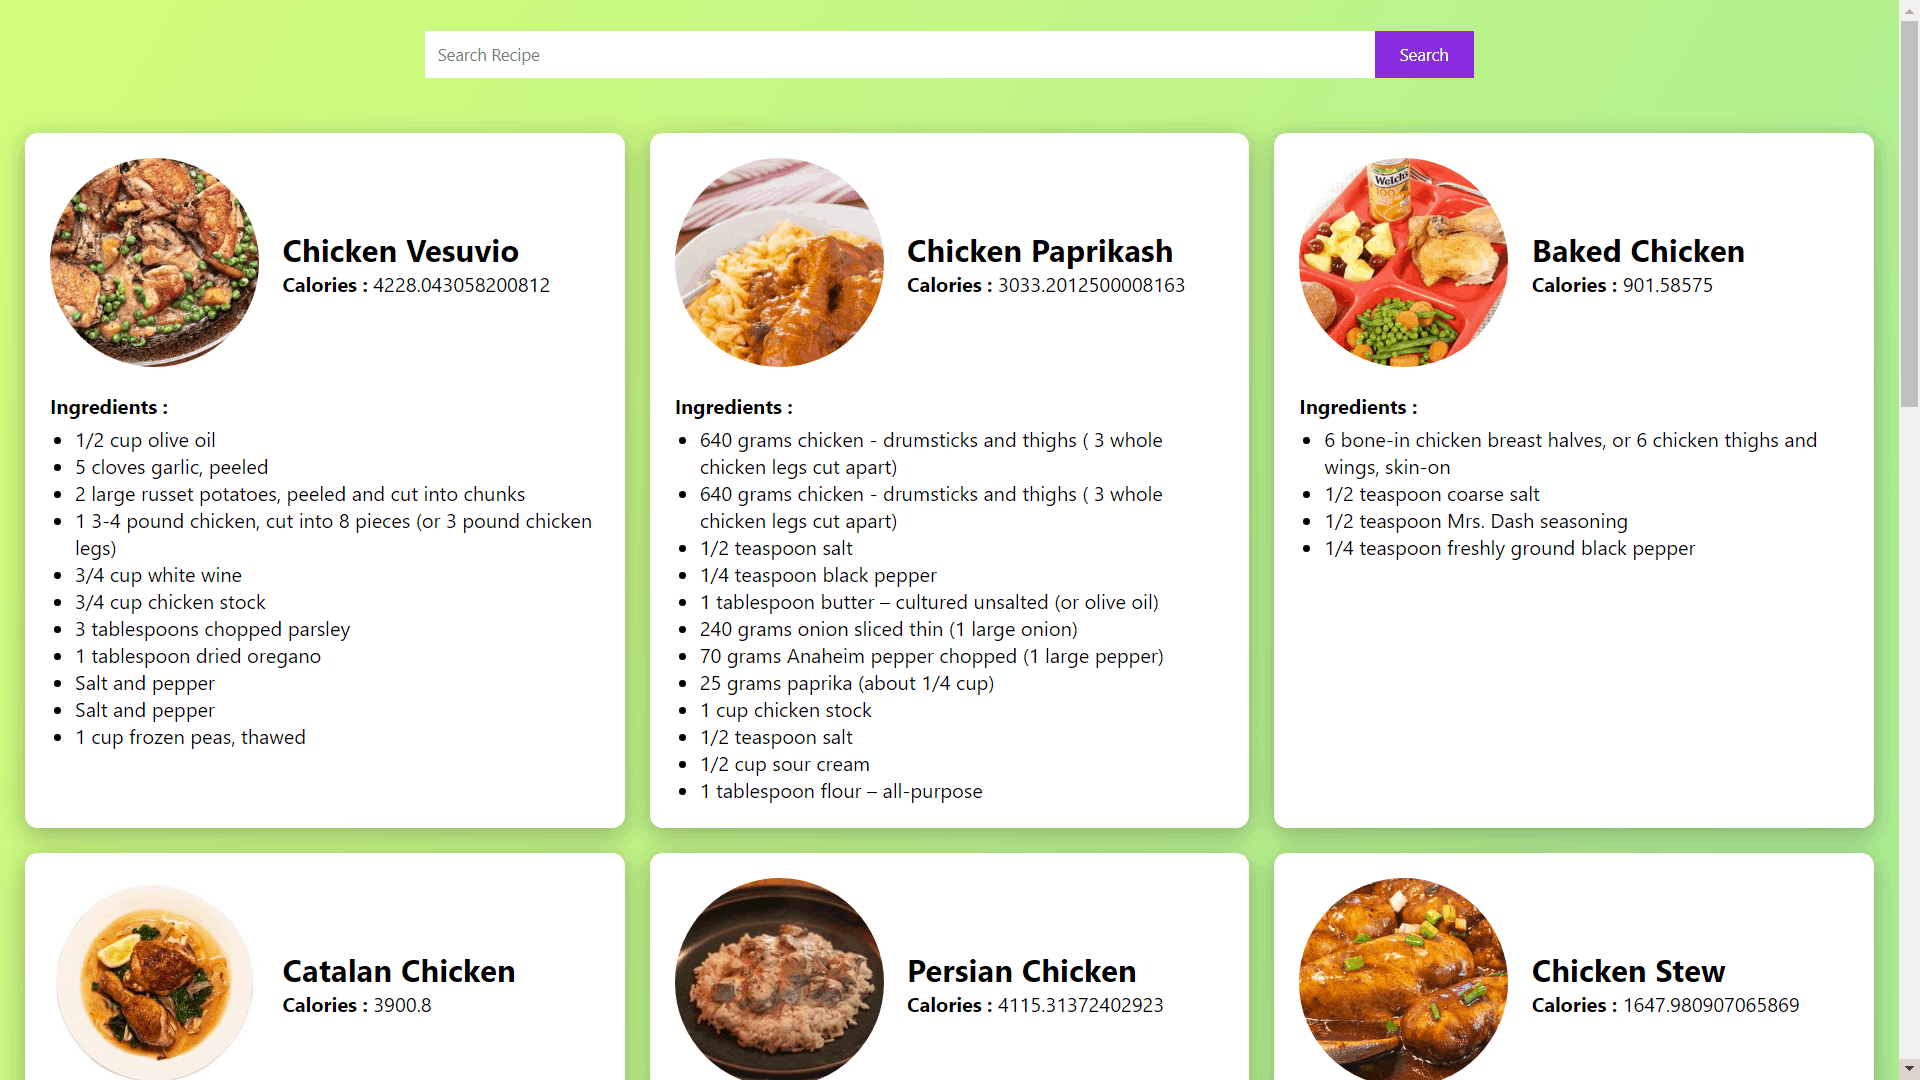 Search Recipe
Search
Welch's
100
Chicken Vesuvio
Calories : 4228.043058200812
Ingredients :
• 1/2 cup olive oil
• 5 cloves garlic, peeled
• 2 large russet potatoes, peeled and cut into chunks
• 1 3-4 pound chicken, cut into 8 pieces (or 3 pound chicken
legs)
• 3/4 cup white wine
• 3/4 cup chicken stock
• 3 tablespoons chopped parsley
• 1 tablespoon dried oregano
• Salt and pepper
• Salt and pepper
• 1 cup frozen peas, thawed
Chicken Paprikash
Calories : 3033.2012500008163
Ingredients :
• 640 grams chicken - drumsticks and thighs ( 3 whole
chicken legs cut apart)
• 640 grams chicken - drumsticks and thighs ( 3 whole
chicken legs cut apart)
• 1/2 teaspoon salt
• 1/4 teaspoon black pepper
• 1 tablespoon butter – cultured unsalted (or olive oil)
• 240 grams onion sliced thin (1 large onion)
• 70 grams Anaheim pepper chopped (1 large pepper)
• 25 grams paprika (about 1/4 cup)
• 1 cup chicken stock
• 1/2 teaspoon salt
• 1/2 cup sour cream
• 1 tablespoon flour – all-purpose
Baked Chicken
Calories : 901.58575
Ingredients :
• 6 bone-in chicken breast halves, or 6 chicken thighs and
wings, skin-on
• 1/2 teaspoon coarse salt
• 1/2 teaspoon Mrs. Dash seasoning
• 1/4 teaspoon freshly ground black pepper
Catalan Chicken
Calories : 3900.8
Persian Chicken
Calories : 4115.31372402923
Chicken Stew
Calories : 1647.980907065869